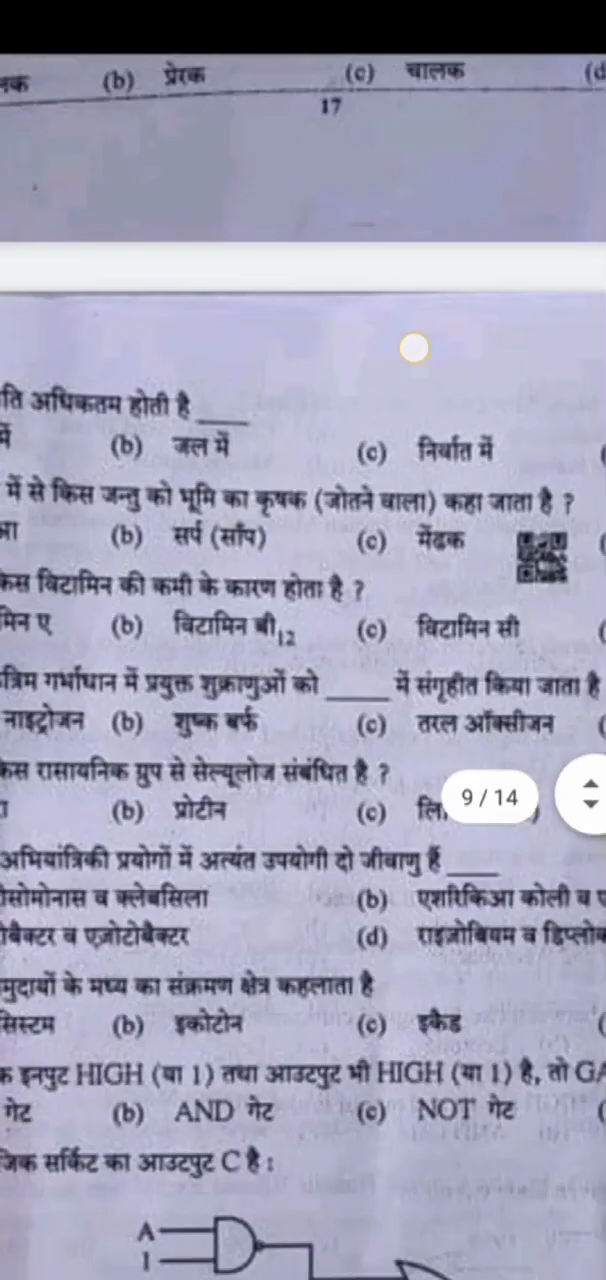 नक (b) प्रेरक (c) चालक (d
17
ति अधिकतम होती है ____
में (b) जल में (c) निर्वात में (
में से किस जन्तु को भूमि का कृषक (जोतने वाला) कहा जाता है ?
आ (b) सर्प (साँप) (c) मेंढक (
केस विटामिन की कमी के कारण होता है ?
मिन ए (b) विटामिन बी12 (c) विटामिन सी (
त्रिम गर्भाधान में प्रयुक्त शुक्राणुओं को ____ में संगृहीत किया जाता है
नाइट्रोजन (b) शुष्क बर्फ (c) तरल ऑक्सीजन (
केस रासायनिक ग्रुप से सेल्यूलोज संबंधित है ?
(b) प्रोटीन (c) लि
9 / 14
अभियांत्रिकी प्रयोगों में अत्यंत उपयोगी दो जीवाणु हैं ____
ोसोमोनास व क्लेबसिला (b) एशरिकिआ कोली व ए
ोबैक्टर व एज़ोटोबैक्टर (d) राइज़ोबियम व डिप्लोक
मुदायों के मध्य का संक्रमण क्षेत्र कहलाता है
सिस्टम (b) इकोटोन (c) इकैड (
क इनपुट HIGH (या 1) तथा आउटपुट भी HIGH (या 1) है, तो GA
गेट (b) AND गेट (c) NOT गेट (
जिक सर्किट का आउटपुट C है :
A
1